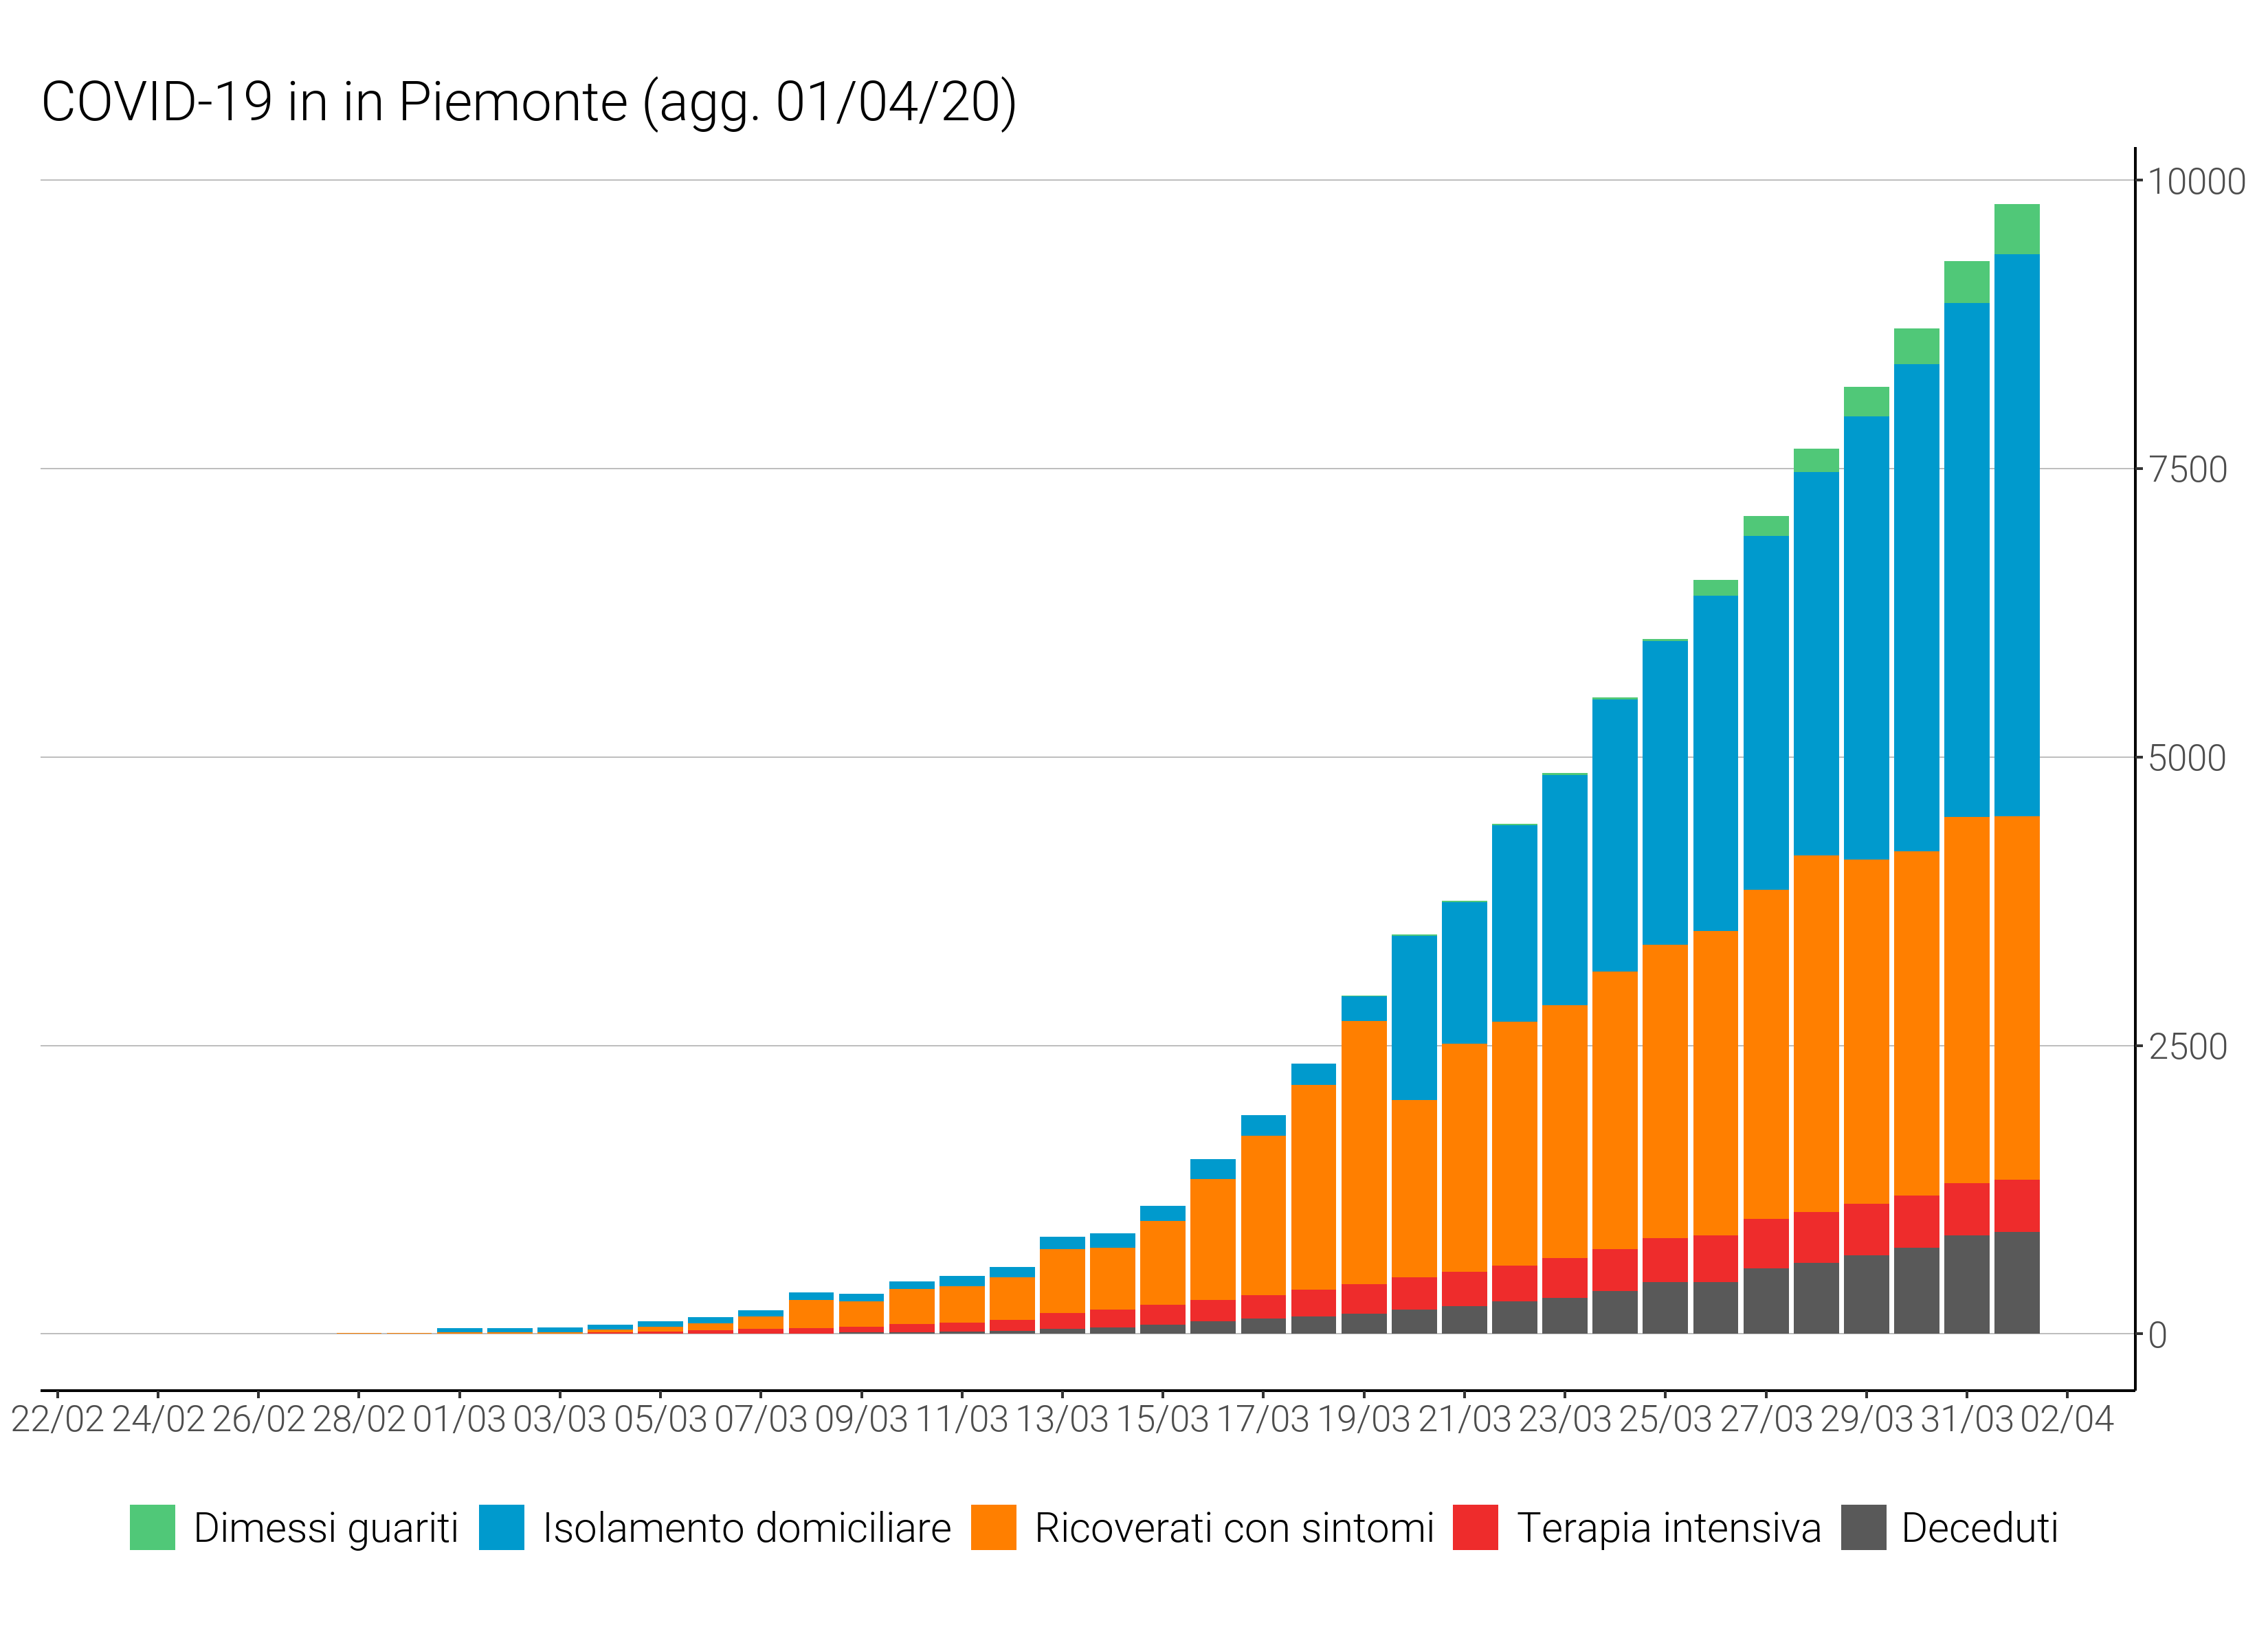 COVID-19 in in Piemonte (agg. 01/04/20)
10000
7500
5000
2500
0
22/02 24/02 26/02 28/02 01/03 03/03 05/03 07/03 09/03 11/03 13/03 15/03 17/03 19/03 21/03 23/03 25/03 27/03 29/03 31/03 02/04
Dimessi guariti Isolamento domiciliare Ricoverati con sintomi Terapia intensiva Deceduti